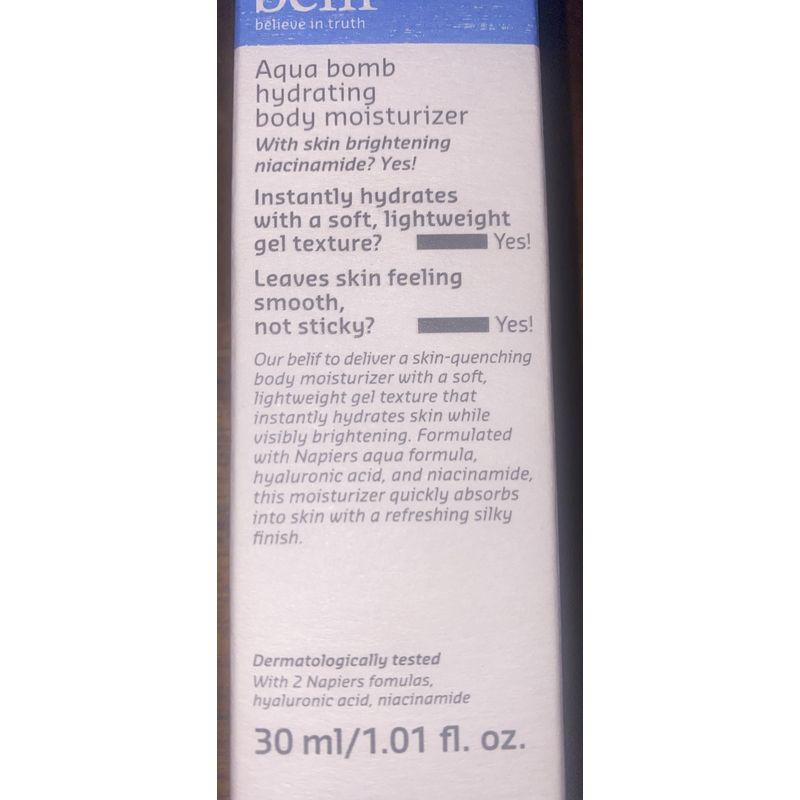 belif
believe in truth
Aqua bomb
hydrating
body moisturizer
With skin brightening
niacinamide? Yes!
Instantly hydrates
with a soft, lightweight
gel texture? Yes!
Leaves skin feeling
smooth,
not sticky? Yes!
Our belif to deliver a skin-quenching
body moisturizer with a soft,
lightweight gel texture that
instantly hydrates skin while
visibly brightening. Formulated
with Napiers aqua formula,
hyaluronic acid, and niacinamide,
this moisturizer quickly absorbs
into skin with a refreshing silky
finish.
Dermatologically tested
With 2 Napiers fomulas,
hyaluronic acid, niacinamide
30 ml/1.01 fl. oz.